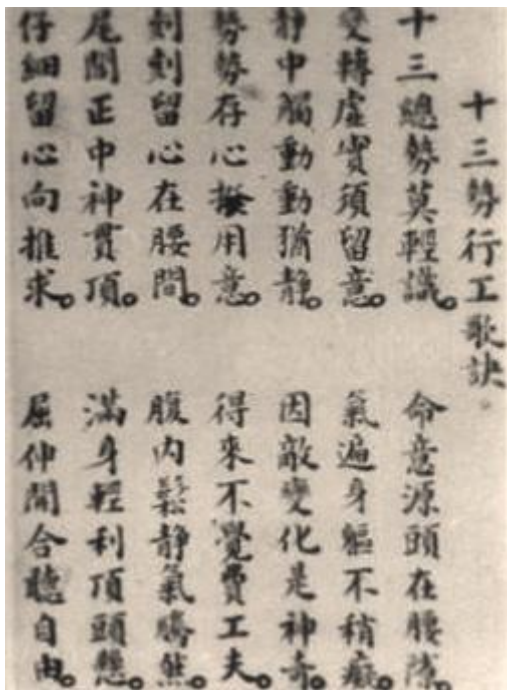 十三勢行工歌訣
十三總勢莫輕識。命意源頭在腰隙。
變轉虛實須留意。氣遍身軀不稍癡。
靜中觸動動猶靜。因敵變化是神奇。
勢勢存心揆用意。得來不覺費工夫。
刻刻留心在腰間。腹內鬆靜氣騰然。
尾閭正中神貫頂。滿身輕利頂頭懸。
仔細留心向推求。屈伸開合聽自由。